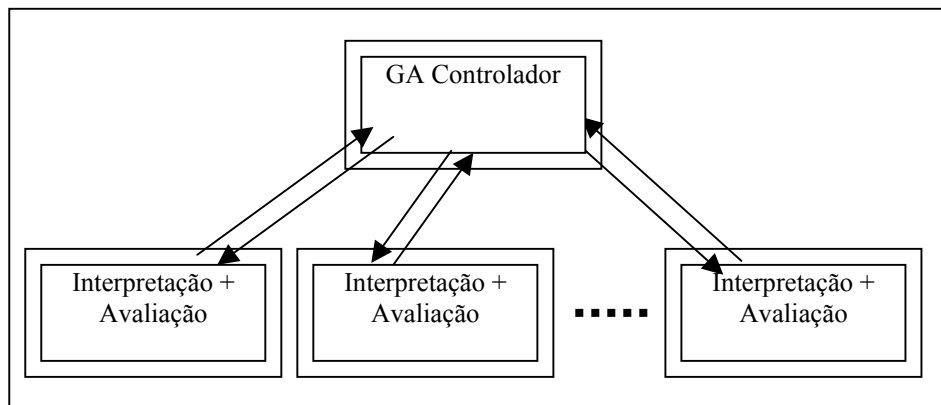 GA Controlador
Interpretação +
Avaliação
Interpretação +
Avaliação
Interpretação +
Avaliação